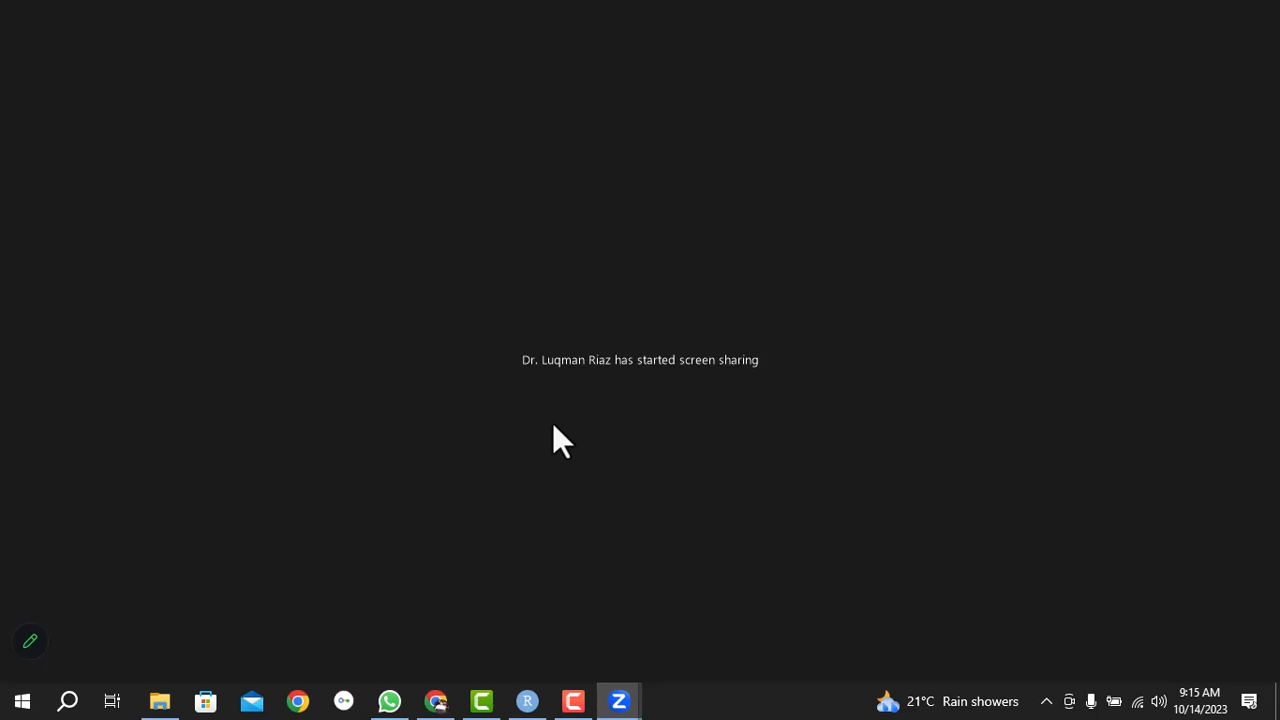 Dr. Luqman Riaz has started screen sharing
R
21°C Rain showers
9:15 AM
10/14/2023